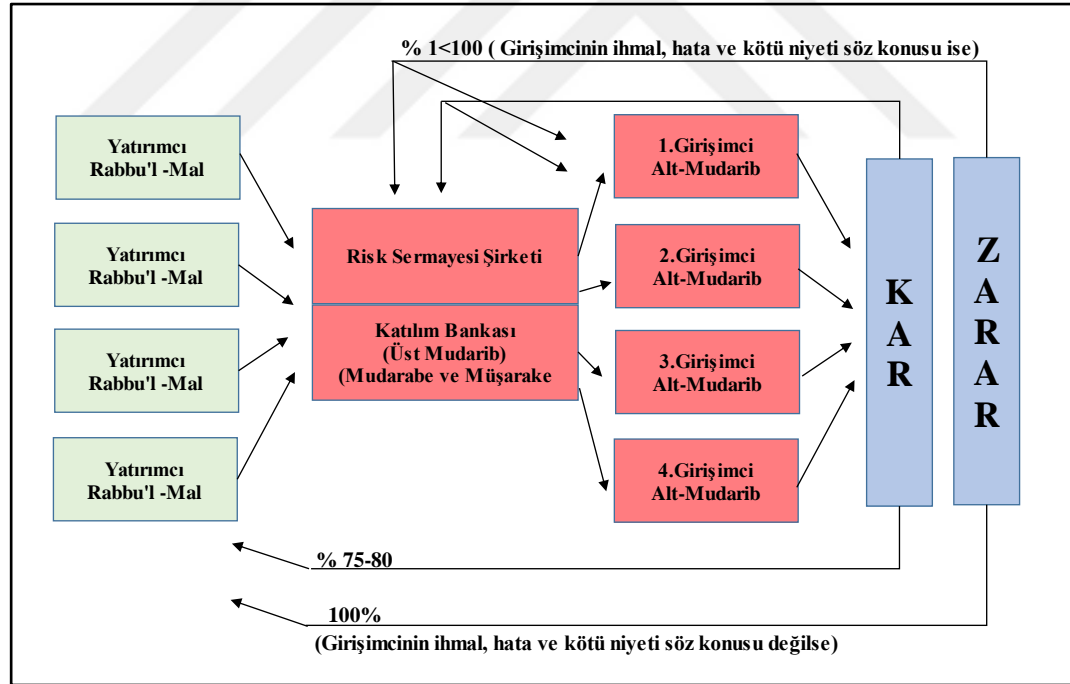 % 1<100 ( Girişimcinin ihmal, hata ve kötü niyeti söz konusu ise)
Yatırımcı
Rabbu'l -Mal
Yatırımcı
Rabbu'l -Mal
Yatırımcı
Rabbu'l -Mal
Yatırımcı
Rabbu'l -Mal
Risk Sermayesi Şirketi
Katılım Bankası
(Üst Mudarib)
(Mudarabe ve Müşarake
1.Girişimci
Alt-Mudarib
2.Girişimci
Alt-Mudarib
3.Girişimci
Alt-Mudarib
4.Girişimci
Alt-Mudarib
K
A
R
Z
A
R
A
R
% 75-80
100%
(Girişimcinin ihmal, hata ve kötü niyeti söz konusu değilse)